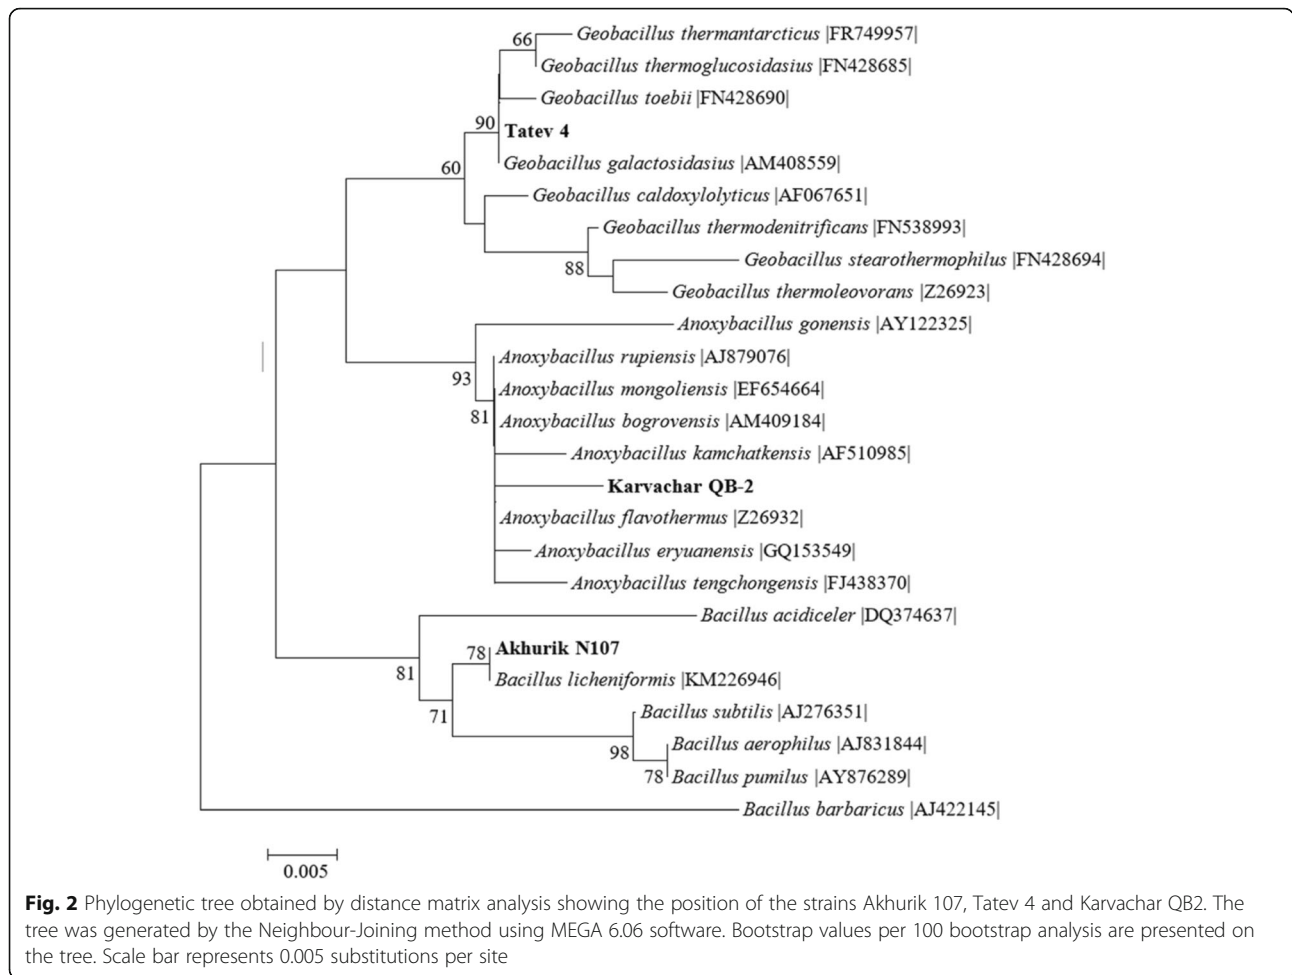 66
Geobacillus thermantarcticus |FR749957|
Geobacillus thermoglucosidasius |FN428685|
Geobacillus toebii |FN428690|
90
Tatev 4
Geobacillus galactosidasius |AM408559|
60
Geobacillus caldoxylolyticus |AF067651|
Geobacillus thermodenitrificans |FN538993|
88
Geobacillus stearothermophilus |FN428694|
Geobacillus thermoleovorans |Z26923|
Anoxybacillus gonensis |AY122325|
Anoxybacillus rupiensis |AJ879076|
93
Anoxybacillus mongoliensis |EF654664|
81
Anoxybacillus bogrovensis |AM409184|
Anoxybacillus kamchatkensis |AF510985|
Karvachar QB-2
Anoxybacillus flavothermus |Z26932|
Anoxybacillus eryuanensis |GQ153549|
Anoxybacillus tengchongensis |FJ438370|
Bacillus acidiceler |DQ374637|
78
Akhurik N107
81
Bacillus licheniformis |KM226946|
71
Bacillus subtilis |AJ276351|
98
Bacillus aerophilus |AJ831844|
78
Bacillus pumilus |AY876289|
Bacillus barbaricus |AJ422145|
0.005
Fig. 2 Phylogenetic tree obtained by distance matrix analysis showing the position of the strains Akhurik 107, Tatev 4 and Karvachar QB2. The
tree was generated by the Neighbour-Joining method using MEGA 6.06 software. Bootstrap values per 100 bootstrap analysis are presented on
the tree. Scale bar represents 0.005 substitutions per site